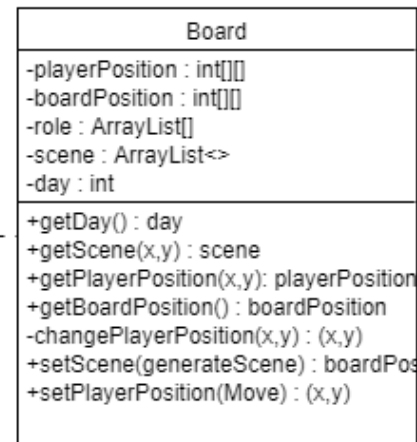 Board
-playerPosition : int[][]
-boardPosition : int[][]
-role : ArrayList[]
-scene : ArrayList<>
-day : int
+getDay() : day
+getScene(x,y) : scene
+getPlayerPosition(x,y): playerPosition
+getBoardPosition() : boardPosition
-changePlayerPosition(x,y) : (x,y)
+setScene(generateScene) : boardPos
+setPlayerPosition(Move) : (x,y)